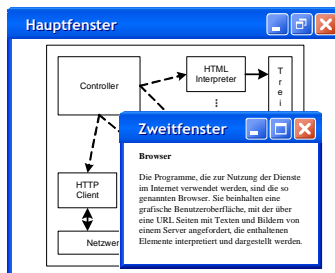 Hauptfenster
Controller
HTML
Interpreter
T
r
e
i
HTTP
Client
Netzwer
Zweitfenster
Browser
Die Programme, die zur Nutzung der Dienste
im Internet verwendet werden, sind die so
genannten Browser. Sie beinhalten eine
grafische Benutzeroberfläche, mit der über
eine URL Seiten mit Texten und Bildern von
einem Server angefordert, die enthaltenen
Elemente interpretiert und dargestellt werden.